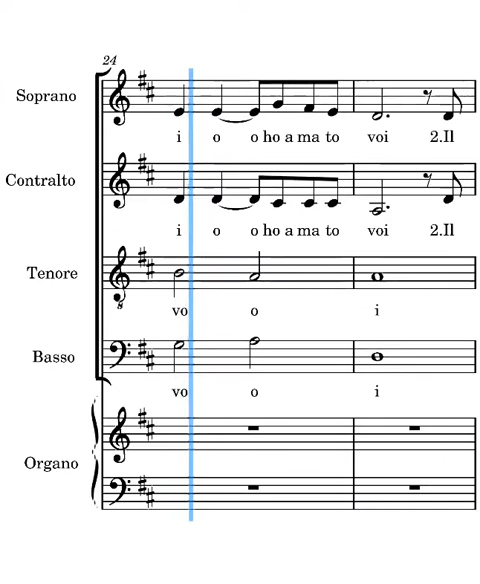 24
Soprano
i o o ho a ma to voi 2.Il
Contralto
i o o ho a ma to voi 2.Il
Tenore
vo o i
Basso
vo o i
Organo